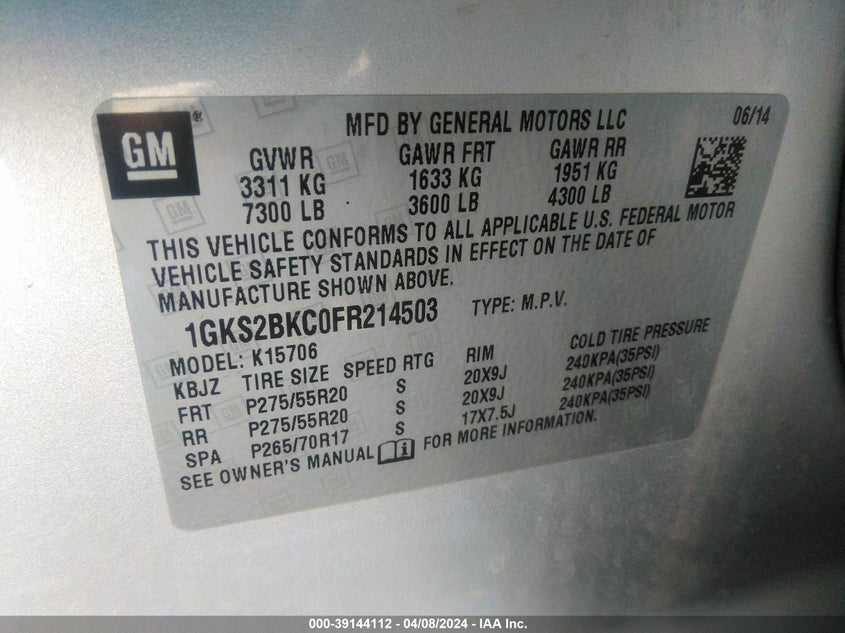 GM®
MFD BY GENERAL MOTORS LLC 06/14
GVWR GAWR FRT GAWR RR
3311 KG 1633 KG 1951 KG
7300 LB 3600 LB 4300 LB
THIS VEHICLE CONFORMS TO ALL APPLICABLE U.S. FEDERAL MOTOR
VEHICLE SAFETY STANDARDS IN EFFECT ON THE DATE OF
MANUFACTURE SHOWN ABOVE.
1GKS2BKC0FR214503 TYPE: M.P.V.
MODEL: K15706
KBJZ TIRE SIZE SPEED RTG RIM COLD TIRE PRESSURE
FRT P275/55R20 S 20X9J 240KPA(35PSI)
RR P275/55R20 S 20X9J 240KPA(35PSI)
SPA P265/70R17 S 17X7.5J 240KPA(35PSI)
SEE OWNER'S MANUAL FOR MORE INFORMATION.
000-39144112 - 04/08/2024 - IAA Inc.